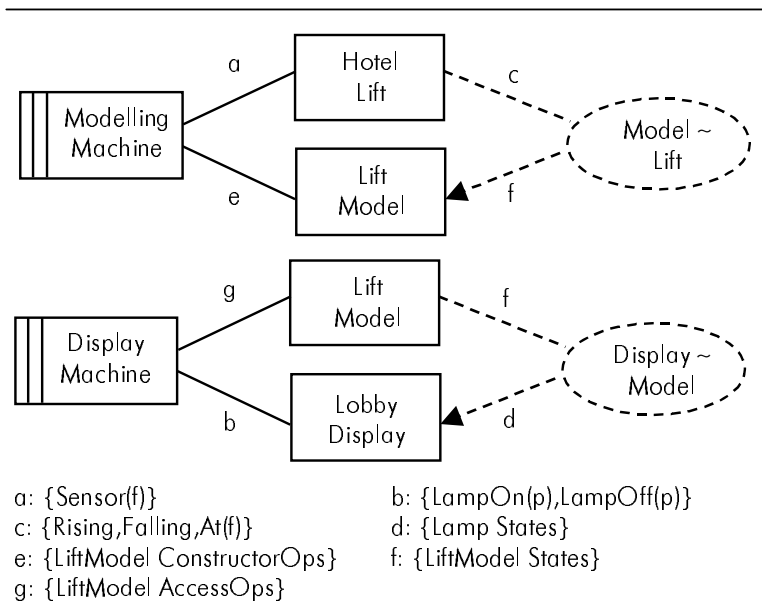 a
Hotel
Lift
c
Modelling
Machine
Model ~
Lift
e
Lift
Model
f
g
Lift
Model
f
Display
Machine
Display ~
Model
b
Lobby
Display
d
a: {Sensor(f)}
b: {LampOn(p),LampOff(p)}
c: {Rising,Falling,At(f)}
d: {Lamp States}
e: {LiftModel ConstructorOps}
f: {LiftModel States}
g: {LiftModel AccessOps}